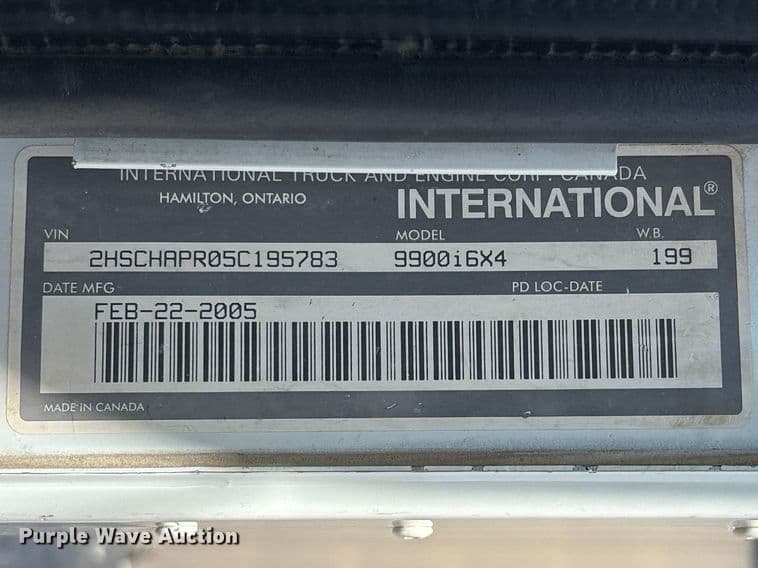 INTERNATIONAL TRUCK AND ENGINE CORP. CANADA
HAMILTON, ONTARIO
INTERNATIONAL®
VIN MODEL W.B.
2HSCHAPR05C195783 9900i6X4 199
DATE MFG PD LOC-DATE
FEB-22-2005
MADE IN CANADA
Purple Wave Auction